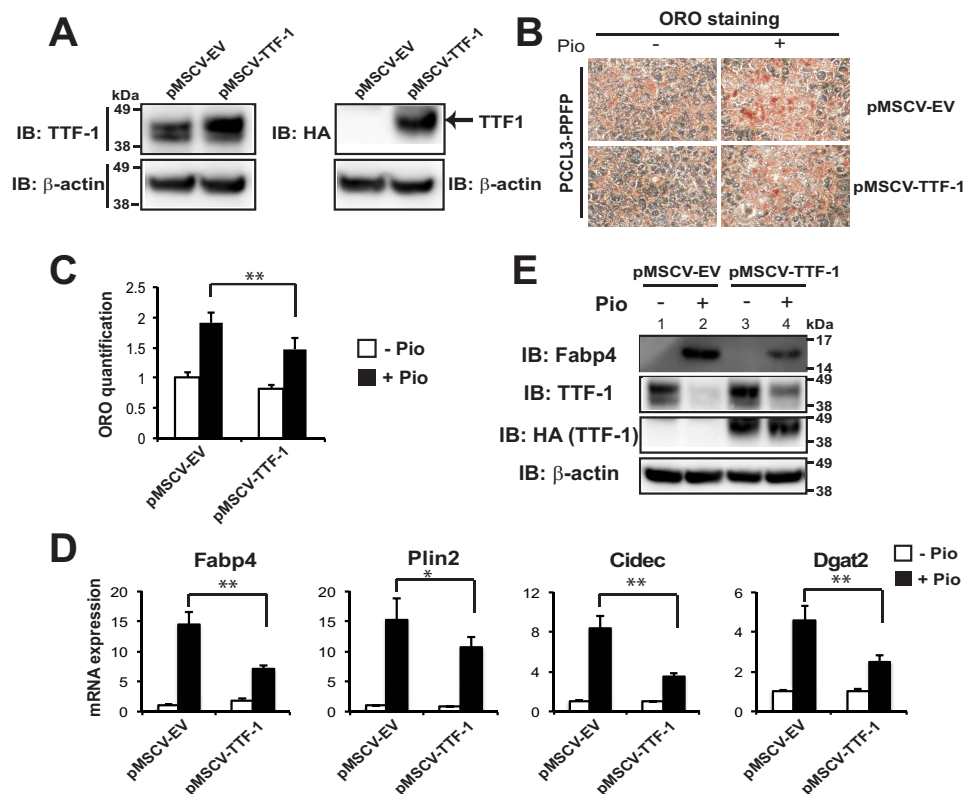 A
pMSCV-EV
pMSCV-TTF-1
pMSCV-EV
pMSCV-TTF-1
kDa
49
IB: TTF-1
38
IB: HA
TTF1
49
IB: β-actin
38
IB: β-actin
B
ORO staining
Pio - +
PCCL3-PPFP
pMSCV-EV
pMSCV-TTF-1
C
ORO quantification
2.5
2
1.5
1
0.5
0
**
pMSCV-EV
pMSCV-TTF-1
- Pio
+ Pio
E
pMSCV-EV pMSCV-TTF-1
Pio - + - +
1 2 3 4 kDa
IB: Fabp4
17
14
IB: TTF-1
49
38
IB: HA (TTF-1)
49
38
IB: β-actin
49
38
D
mRNA expression
Fabp4
**
20
15
10
5
0
pMSCV-EV
pMSCV-TTF-1
Plin2
*
20
15
10
5
0
pMSCV-EV
pMSCV-TTF-1
Cidec
**
12
8
4
0
pMSCV-EV
pMSCV-TTF-1
Dgat2
**
6
4
2
0
pMSCV-EV
pMSCV-TTF-1
- Pio
+ Pio